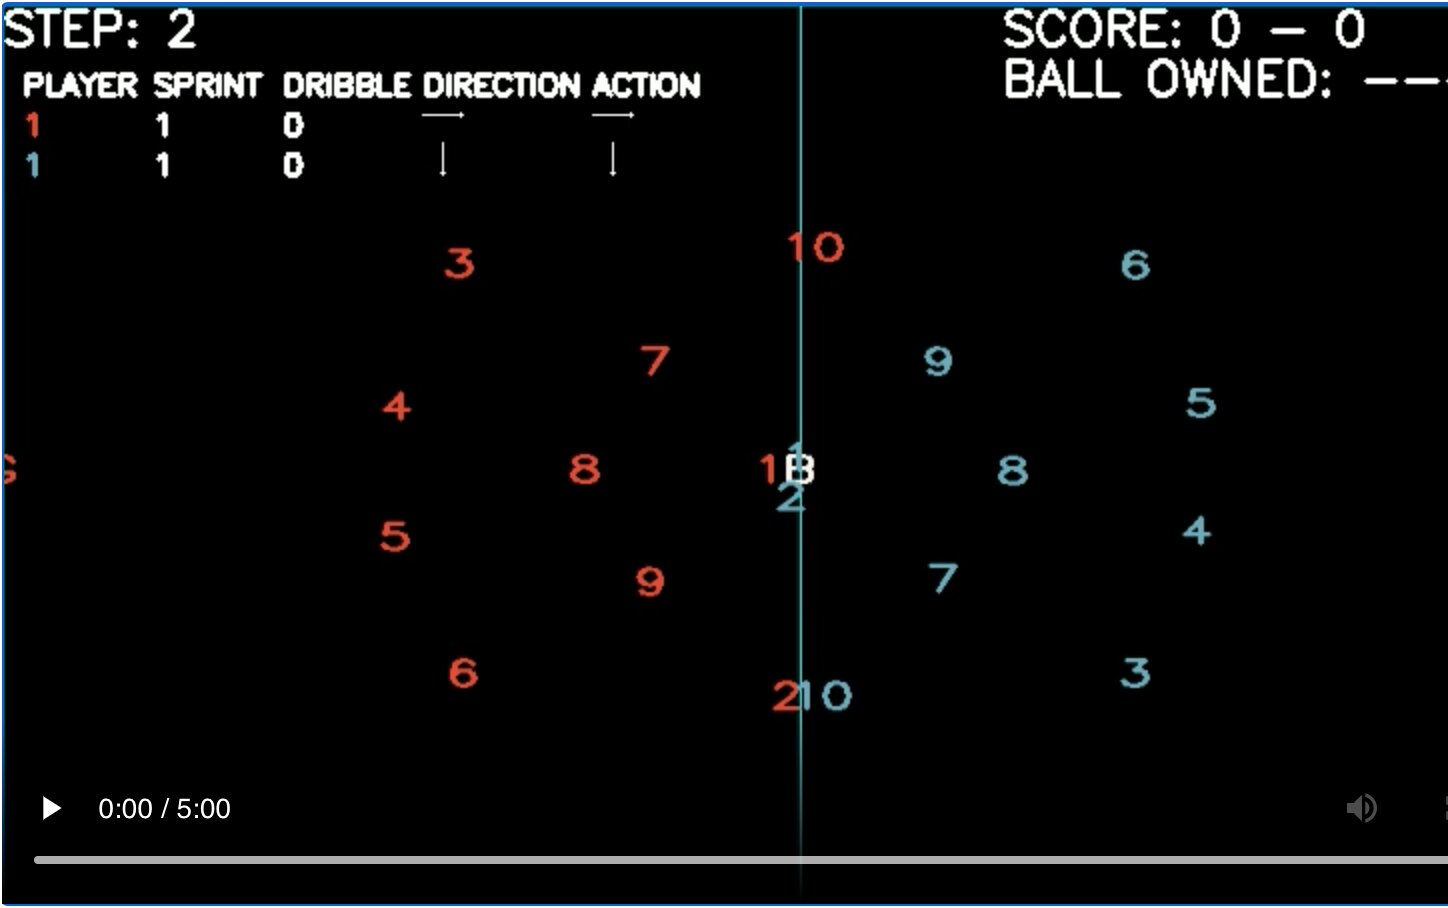 STEP: 2
SCORE: 0 - 0
BALL OWNED: --
PLAYER SPRINT DRIBBLE DIRECTION ACTION
1 1 0 → →
1 1 0 ↓ ↓
10
3 6
7 9
4 5
G 8 1 1 B 8
2
5 4
9 7
6 3
2 10
0:00 / 5:00